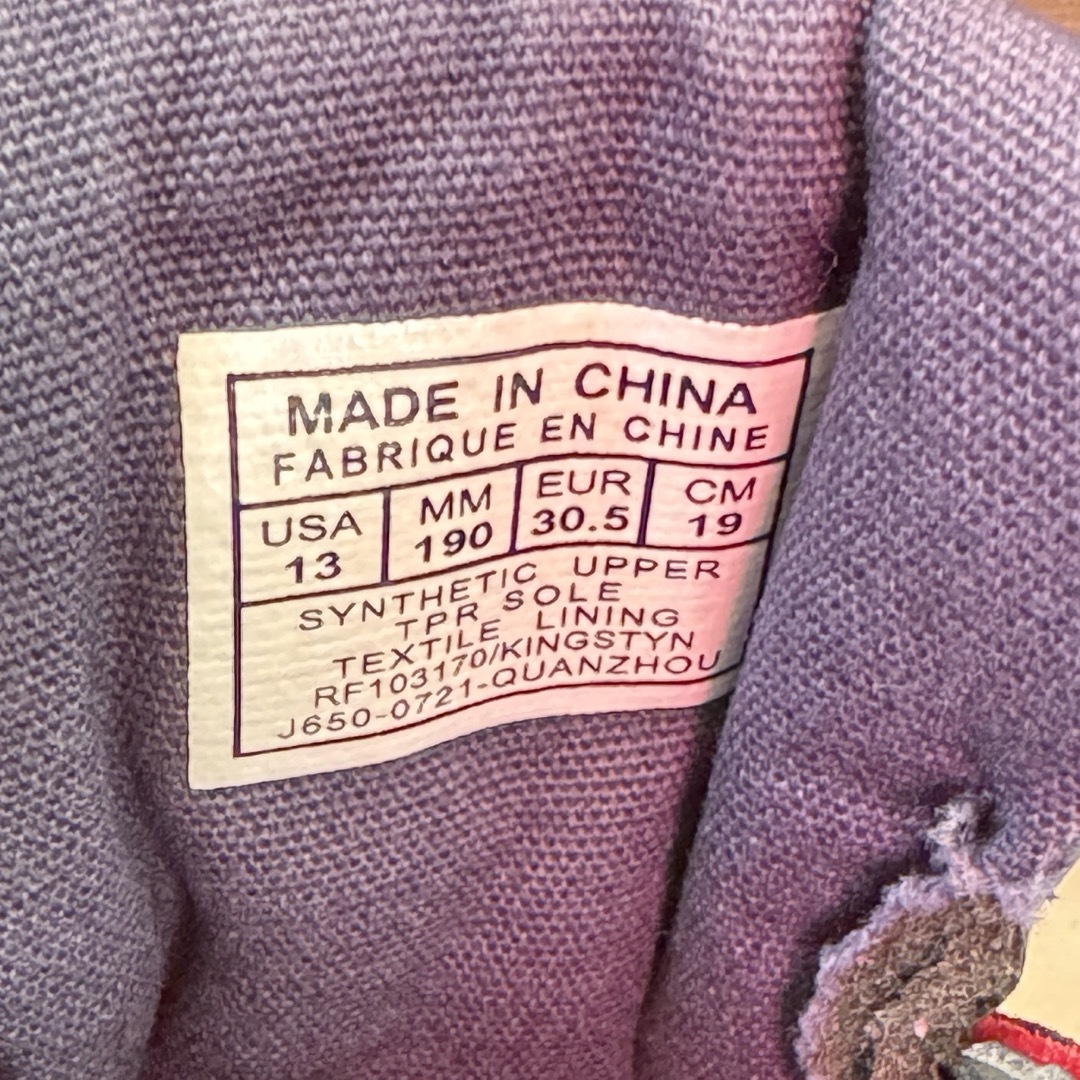 MADE IN CHINA
FABRIQUE EN CHINE
USA MM EUR CM
13 190 30.5 19
SYNTHETIC UPPER
TPR SOLE
TEXTILE LINING
RF103170/KINGSTYN
J650-0721-QUANZHOU